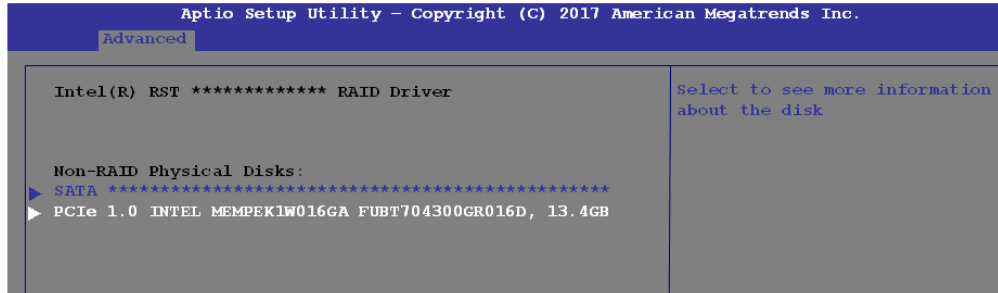 Aptio Setup Utility – Copyright (C) 2017 American Megatrends Inc.
Advanced
Intel(R) RST ************* RAID Driver
Select to see more information
about the disk
Non-RAID Physical Disks:
SATA ************************************************
PCIe 1.0 INTEL MEMPEK1W016GA FUBT704300GR016D, 13.4GB